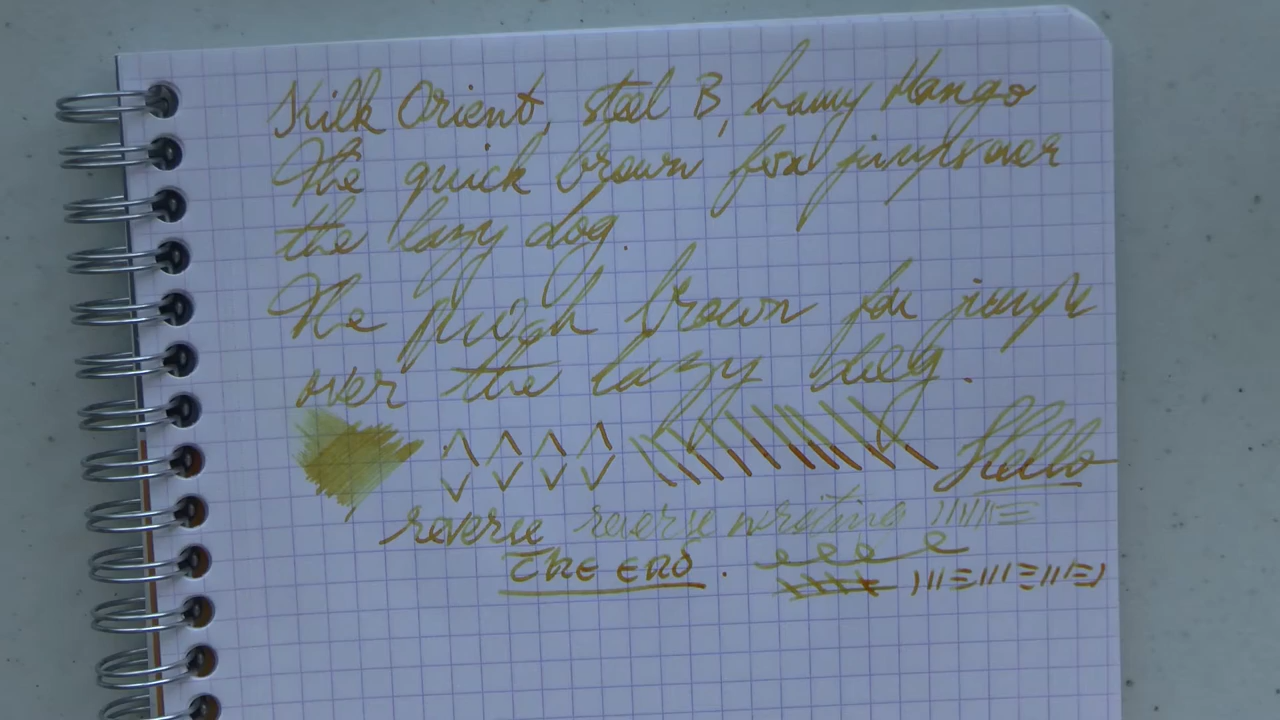 Kilk Orient, steel B, Lamy Mango
The quick brown fox jumps over
the lazy dog.
The quick brown fox jumps
over the lazy dog.
Hello
reverse reverse writing
THE END.